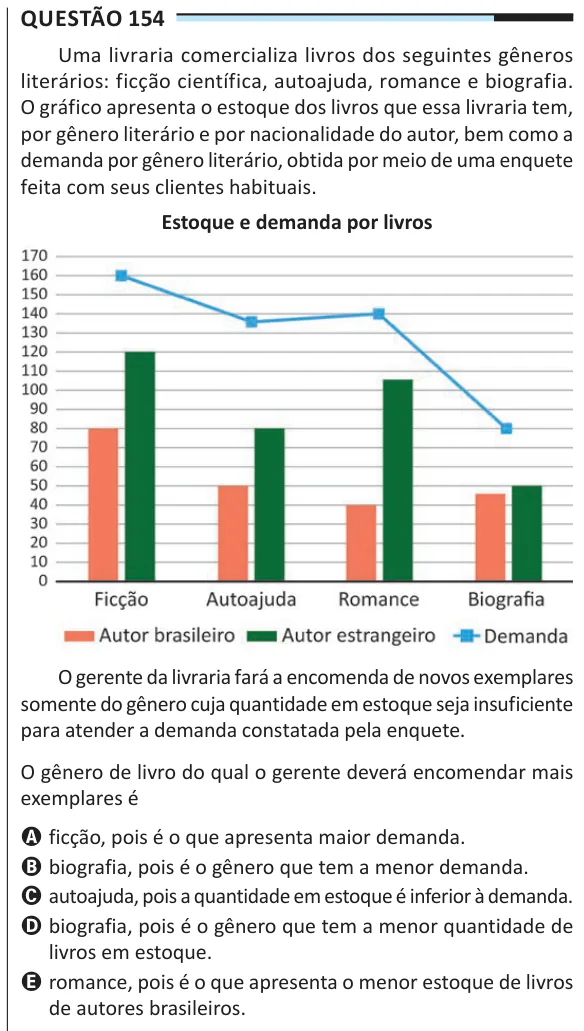 QUESTÃO 154
Uma livraria comercializa livros dos seguintes gêneros
literários: ficção científica, autoajuda, romance e biografia.
O gráfico apresenta o estoque dos livros que essa livraria tem,
por gênero literário e por nacionalidade do autor, bem como a
demanda por gênero literário, obtida por meio de uma enquete
feita com seus clientes habituais.
Estoque e demanda por livros
170
160
150
140
130
120
110
100
90
80
70
60
50
40
30
20
10
0
Ficção Autoajuda Romance Biografia
Autor brasileiro Autor estrangeiro Demanda
O gerente da livraria fará a encomenda de novos exemplares
somente do gênero cuja quantidade em estoque seja insuficiente
para atender a demanda constatada pela enquete.
O gênero de livro do qual o gerente deverá encomendar mais
exemplares é
A ficção, pois é o que apresenta maior demanda.
B biografia, pois é o gênero que tem a menor demanda.
C autoajuda, pois a quantidade em estoque é inferior à demanda.
D biografia, pois é o gênero que tem a menor quantidade de
livros em estoque.
E romance, pois é o que apresenta o menor estoque de livros
de autores brasileiros.